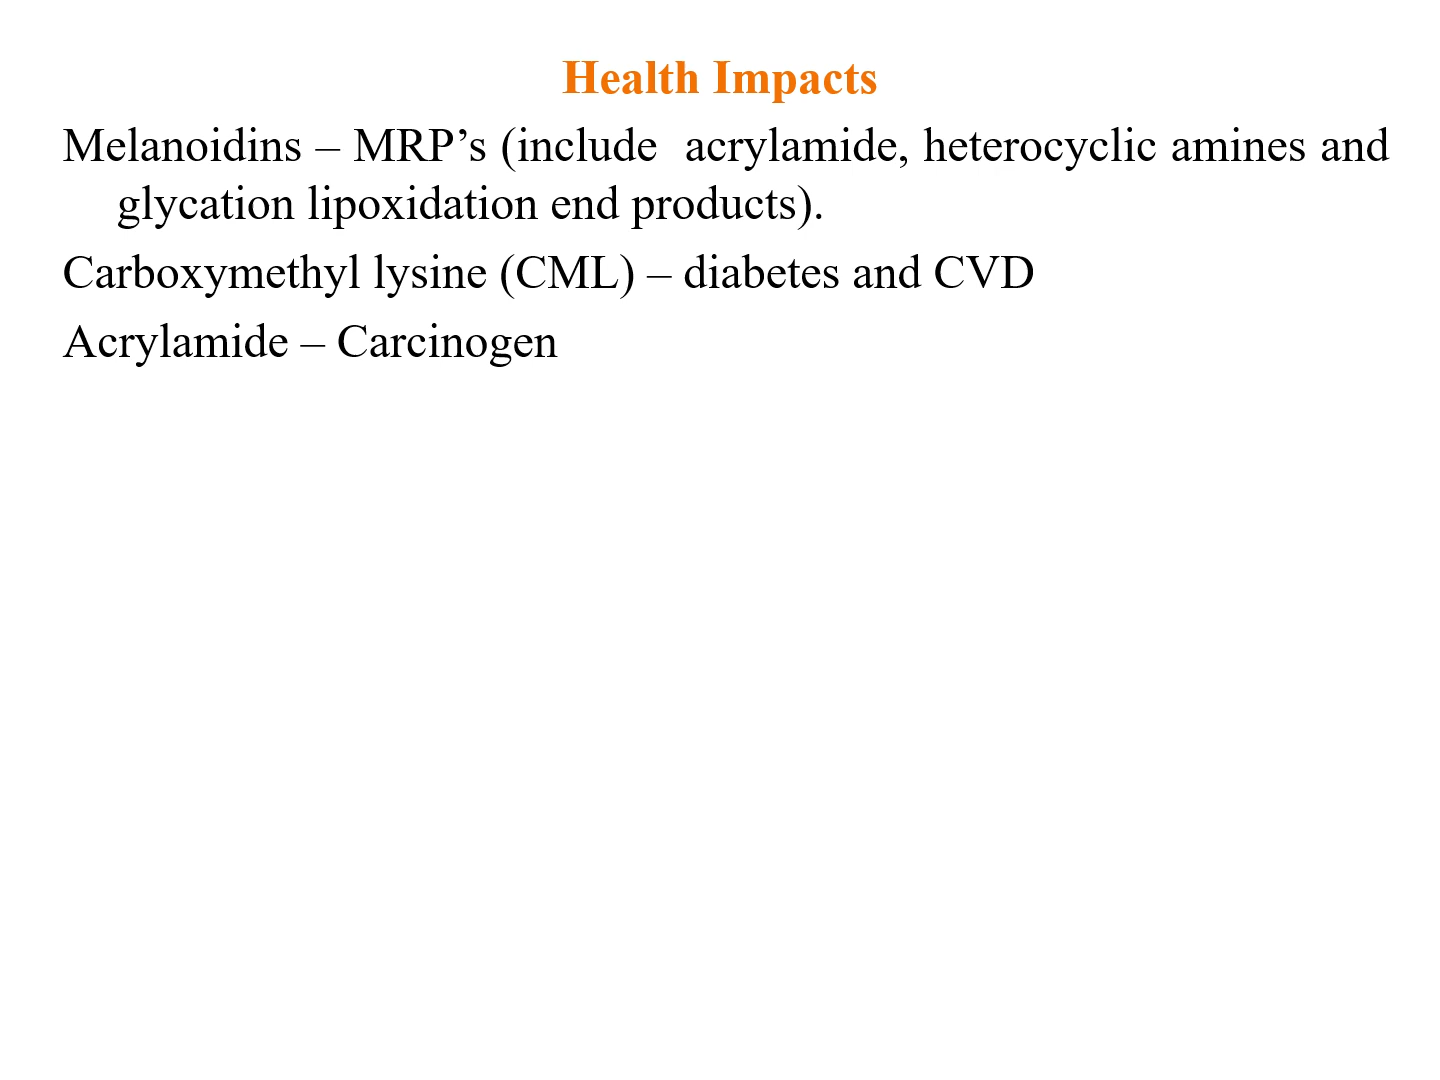 Health Impacts
Melanoidins – MRP’s (include  acrylamide, heterocyclic amines and
glycation lipoxidation end products).
Carboxymethyl lysine (CML) – diabetes and CVD
Acrylamide – Carcinogen